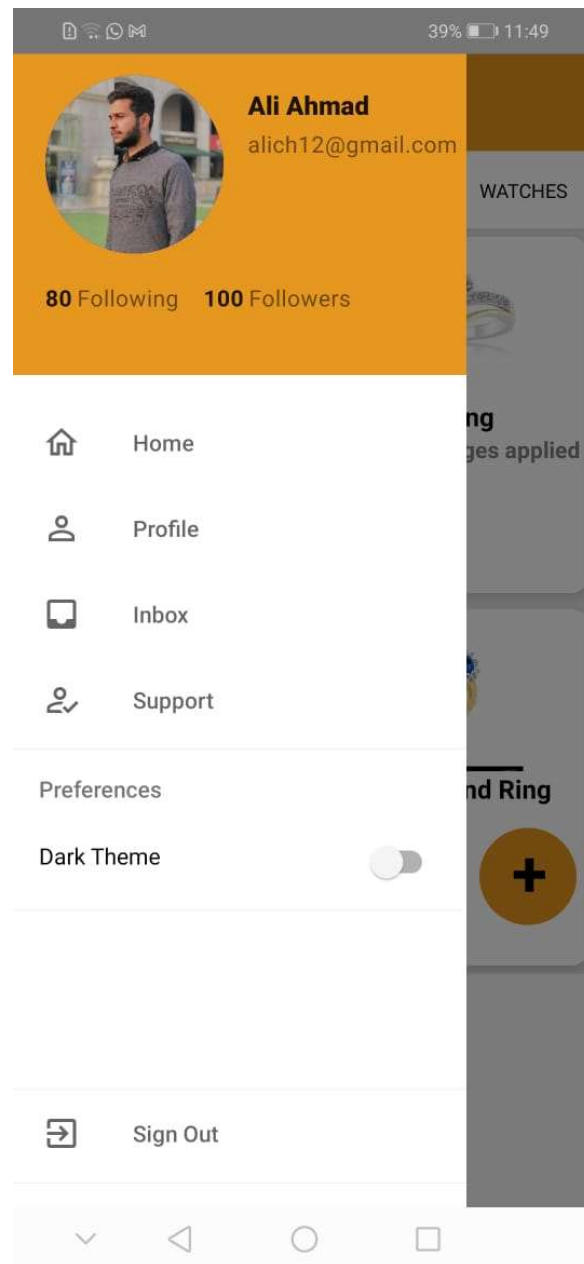 39% 11:49
Ali Ahmad
alich12@gmail.com
WATCHES
80 Following 100 Followers
ng
ges applied
Home
Profile
Inbox
Support
Preferences
nd Ring
Dark Theme
+
Sign Out